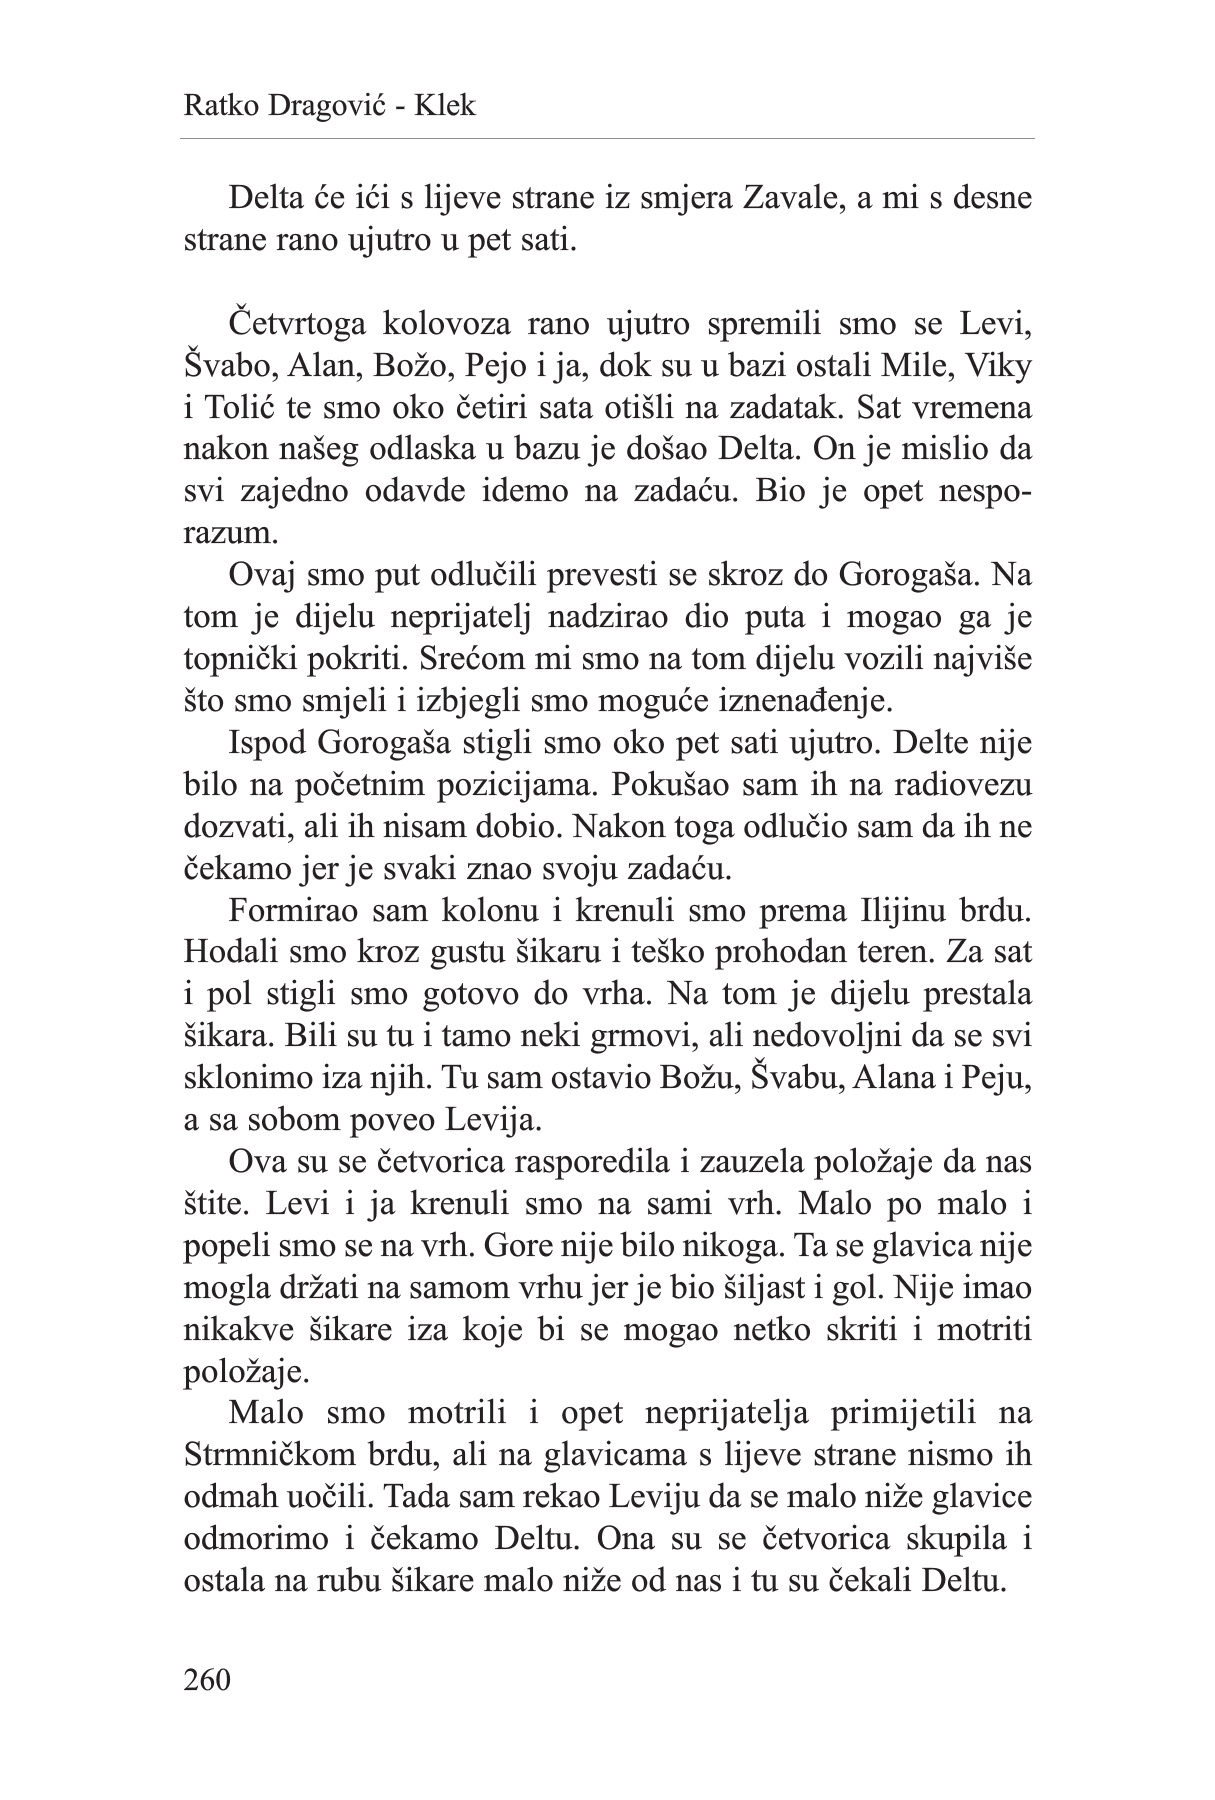 Ratko Dragović - Klek
Delta će ići s lijeve strane iz smjera Zavale, a mi s desne
strane rano ujutro u pet sati.
Četvrtoga kolovoza rano ujutro spremili smo se Levi,
Švabo, Alan, Božo, Pejo i ja, dok su u bazi ostali Mile, Viky
i Tolić te smo oko četiri sata otišli na zadatak. Sat vremena
nakon našeg odlaska u bazu je došao Delta. On je mislio da
svi zajedno odavde idemo na zadaću. Bio je opet nespo-
razum.
Ovaj smo put odlučili prevesti se skroz do Gorogaša. Na
tom je dijelu neprijatelj nadzirao dio puta i mogao ga je
topnički pokriti. Srećom mi smo na tom dijelu vozili najviše
što smo smjeli i izbjegli smo moguće iznenađenje.
Ispod Gorogaša stigli smo oko pet sati ujutro. Delte nije
bilo na početnim pozicijama. Pokušao sam ih na radiovezu
dozvati, ali ih nisam dobio. Nakon toga odlučio sam da ih ne
čekamo jer je svaki znao svoju zadaću.
Formirao sam kolonu i krenuli smo prema Ilijinu brdu.
Hodali smo kroz gustu šikaru i teško prohodan teren. Za sat
i pol stigli smo gotovo do vrha. Na tom je dijelu prestala
šikara. Bili su tu i tamo neki grmovi, ali nedovoljni da se svi
sklonimo iza njih. Tu sam ostavio Božu, Švabu, Alana i Peju,
a sa sobom poveo Levija.
Ova su se četvorica rasporedila i zauzela položaje da nas
štite. Levi i ja krenuli smo na sami vrh. Malo po malo i
popeli smo se na vrh. Gore nije bilo nikoga. Ta se glavica nije
mogla držati na samom vrhu jer je bio šiljast i gol. Nije imao
nikakve šikare iza koje bi se mogao netko skriti i motriti
položaje.
Malo smo motrili i opet neprijatelja primijetili na
Strmničkom brdu, ali na glavicama s lijeve strane nismo ih
odmah uočili. Tada sam rekao Leviju da se malo niže glavice
odmorimo i čekamo Deltu. Ona su se četvorica skupila i
ostala na rubu šikare malo niže od nas i tu su čekali Deltu.
260